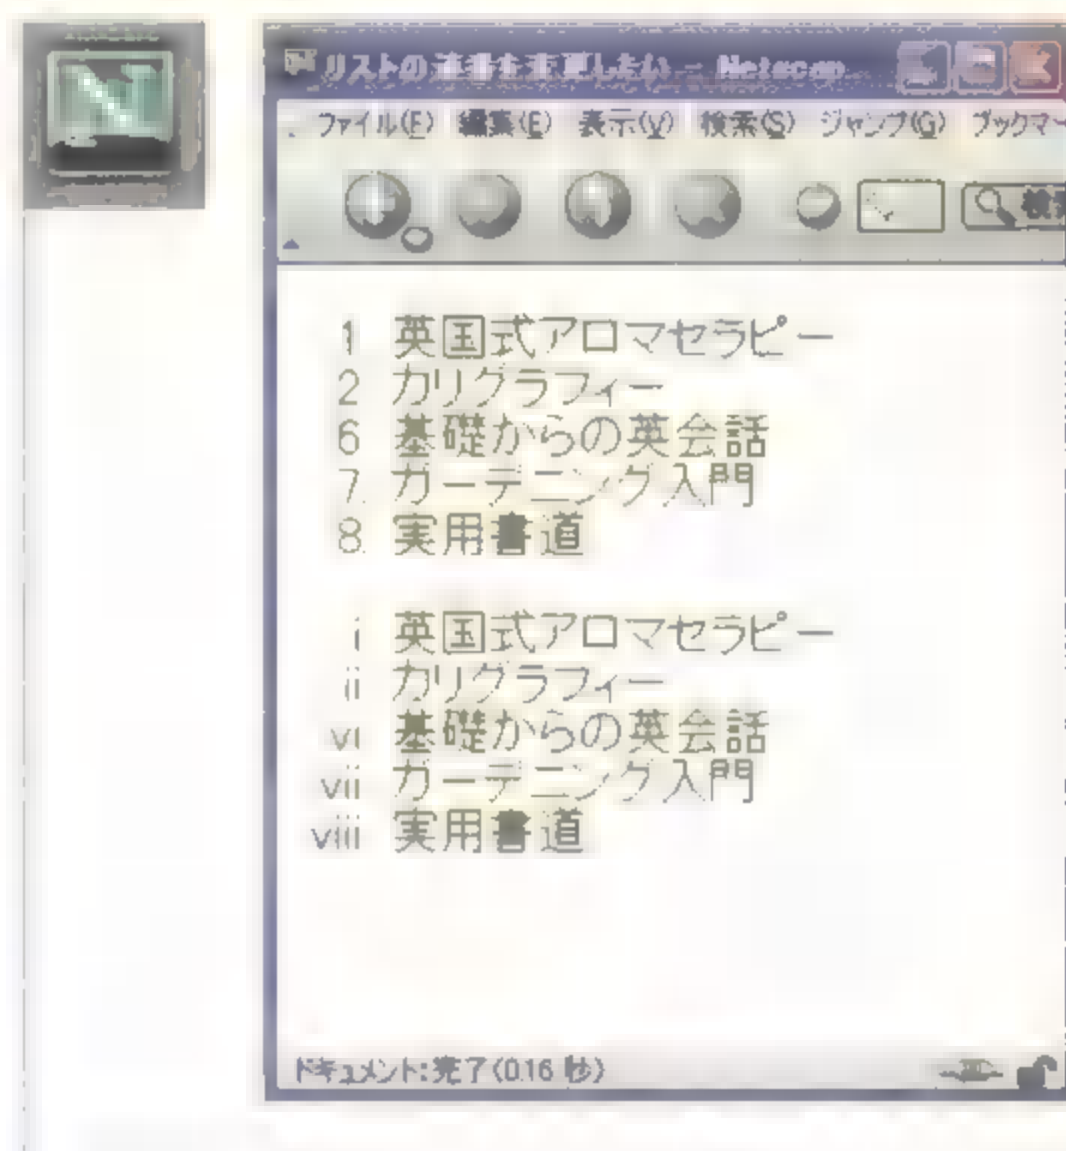 リストの連番を変更したい - Netscap
ファイル(F) 編集(E) 表示(V) 検索(S) ジャンプ(G) ブックマー
1 英国式アロマセラピー
2 カリグラフィー
6 基礎からの英会話
7. ガーデニング入門
8. 実用書道
i 英国式アロマセラピー
ii カリグラフィー
vi 基礎からの英会話
vii ガーデニング入門
viii 実用書道
ドキュメント:完了(0.16 秒)